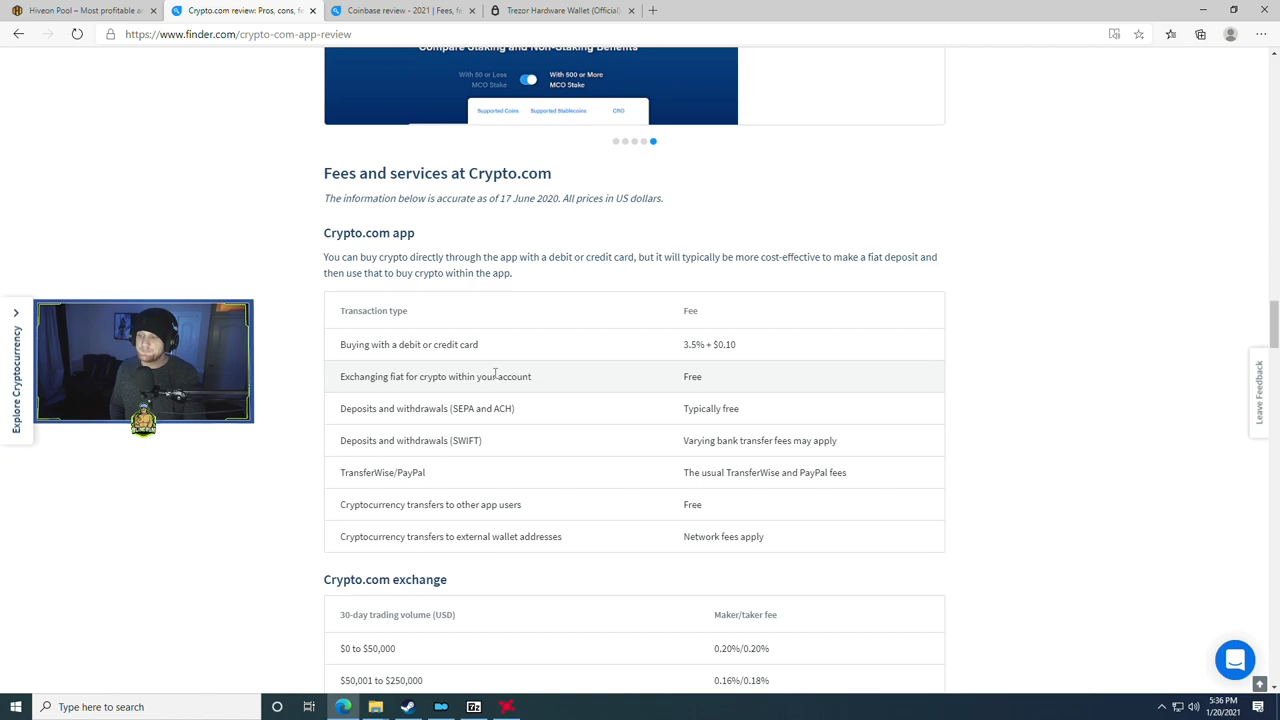 Hiveon Pool – Most profitable a
Crypto.com review: Pros, cons, f
Coinbase review - 2021 | Fees, f
Trezor Hardware Wallet (Official)
https://www.finder.com/crypto-com-app-review
Compare Staking and Non-Staking Benefits
With 50 or Less
MCO Stake
With 500 or More
MCO Stake
Supported Coins
Supported Stablecoins
CRO
Fees and services at Crypto.com
The information below is accurate as of 17 June 2020. All prices in US dollars.
Crypto.com app
You can buy crypto directly through the app with a debit or credit card, but it will typically be more cost-effective to make a fiat deposit and
then use that to buy crypto within the app.
Transaction type Fee
Buying with a debit or credit card 3.5% + $0.10
Exchanging fiat for crypto within your account Free
Deposits and withdrawals (SEPA and ACH) Typically free
Deposits and withdrawals (SWIFT) Varying bank transfer fees may apply
TransferWise/PayPal The usual TransferWise and PayPal fees
Cryptocurrency transfers to other app users Free
Cryptocurrency transfers to external wallet addresses Network fees apply
Crypto.com exchange
30-day trading volume (USD) Maker/taker fee
$0 to $50,000 0.20%/0.20%
$50,001 to $250,000 0.16%/0.18%
Explore Cryptocurrency
Leave Feedback
Type here to search
5:36 PM
1/20/2021